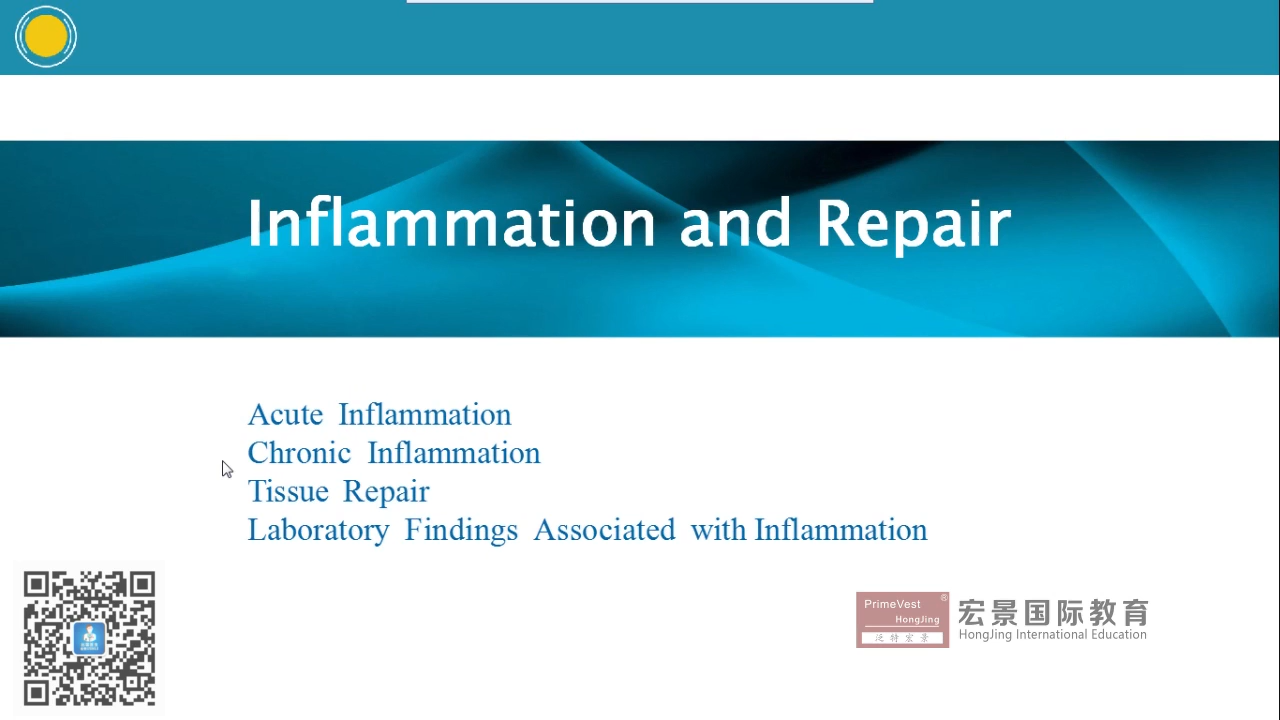 Inflammation and Repair
Acute Inflammation
Chronic Inflammation
Tissue Repair
Laboratory Findings Associated with Inflammation
PrimeVest ®
HongJing
宏景国际教育
HongJing International Education